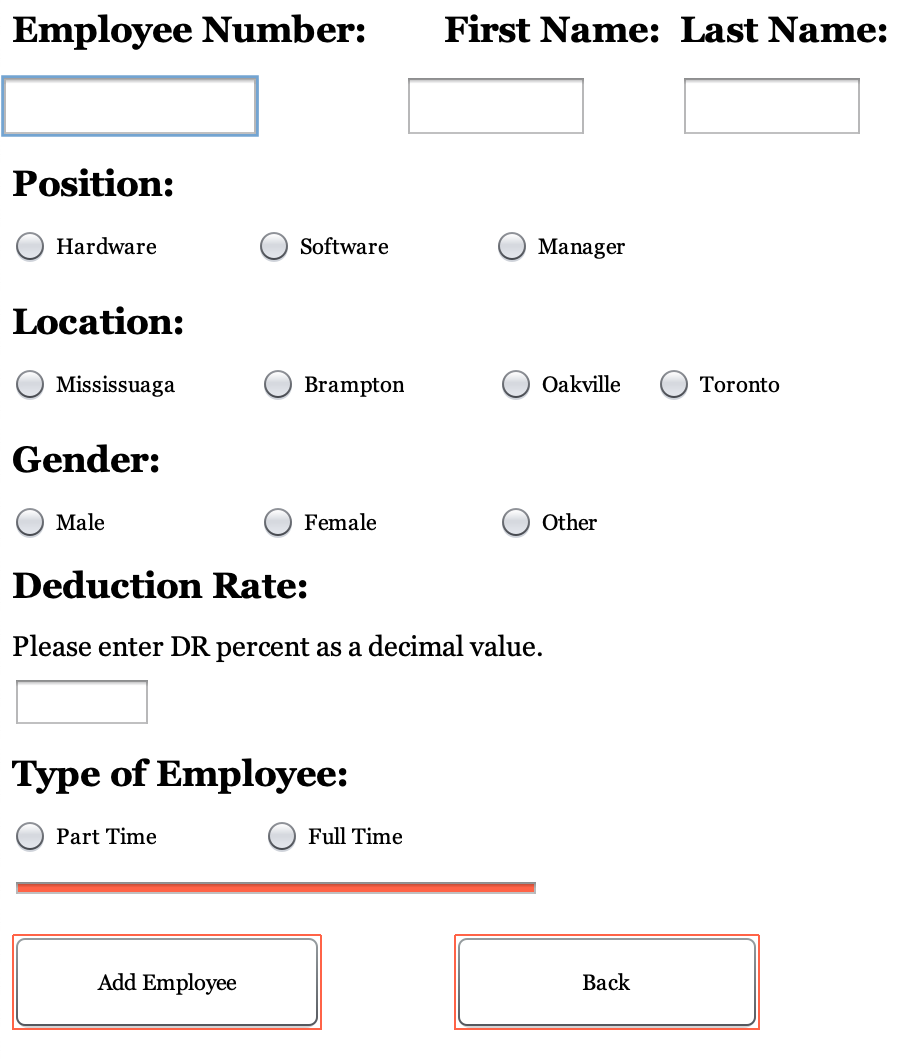 Employee Number: First Name: Last Name:
Position:
Hardware Software Manager
Location:
Mississuaga Brampton Oakville Toronto
Gender:
Male Female Other
Deduction Rate:
Please enter DR percent as a decimal value.
Type of Employee:
Part Time Full Time
Add Employee Back